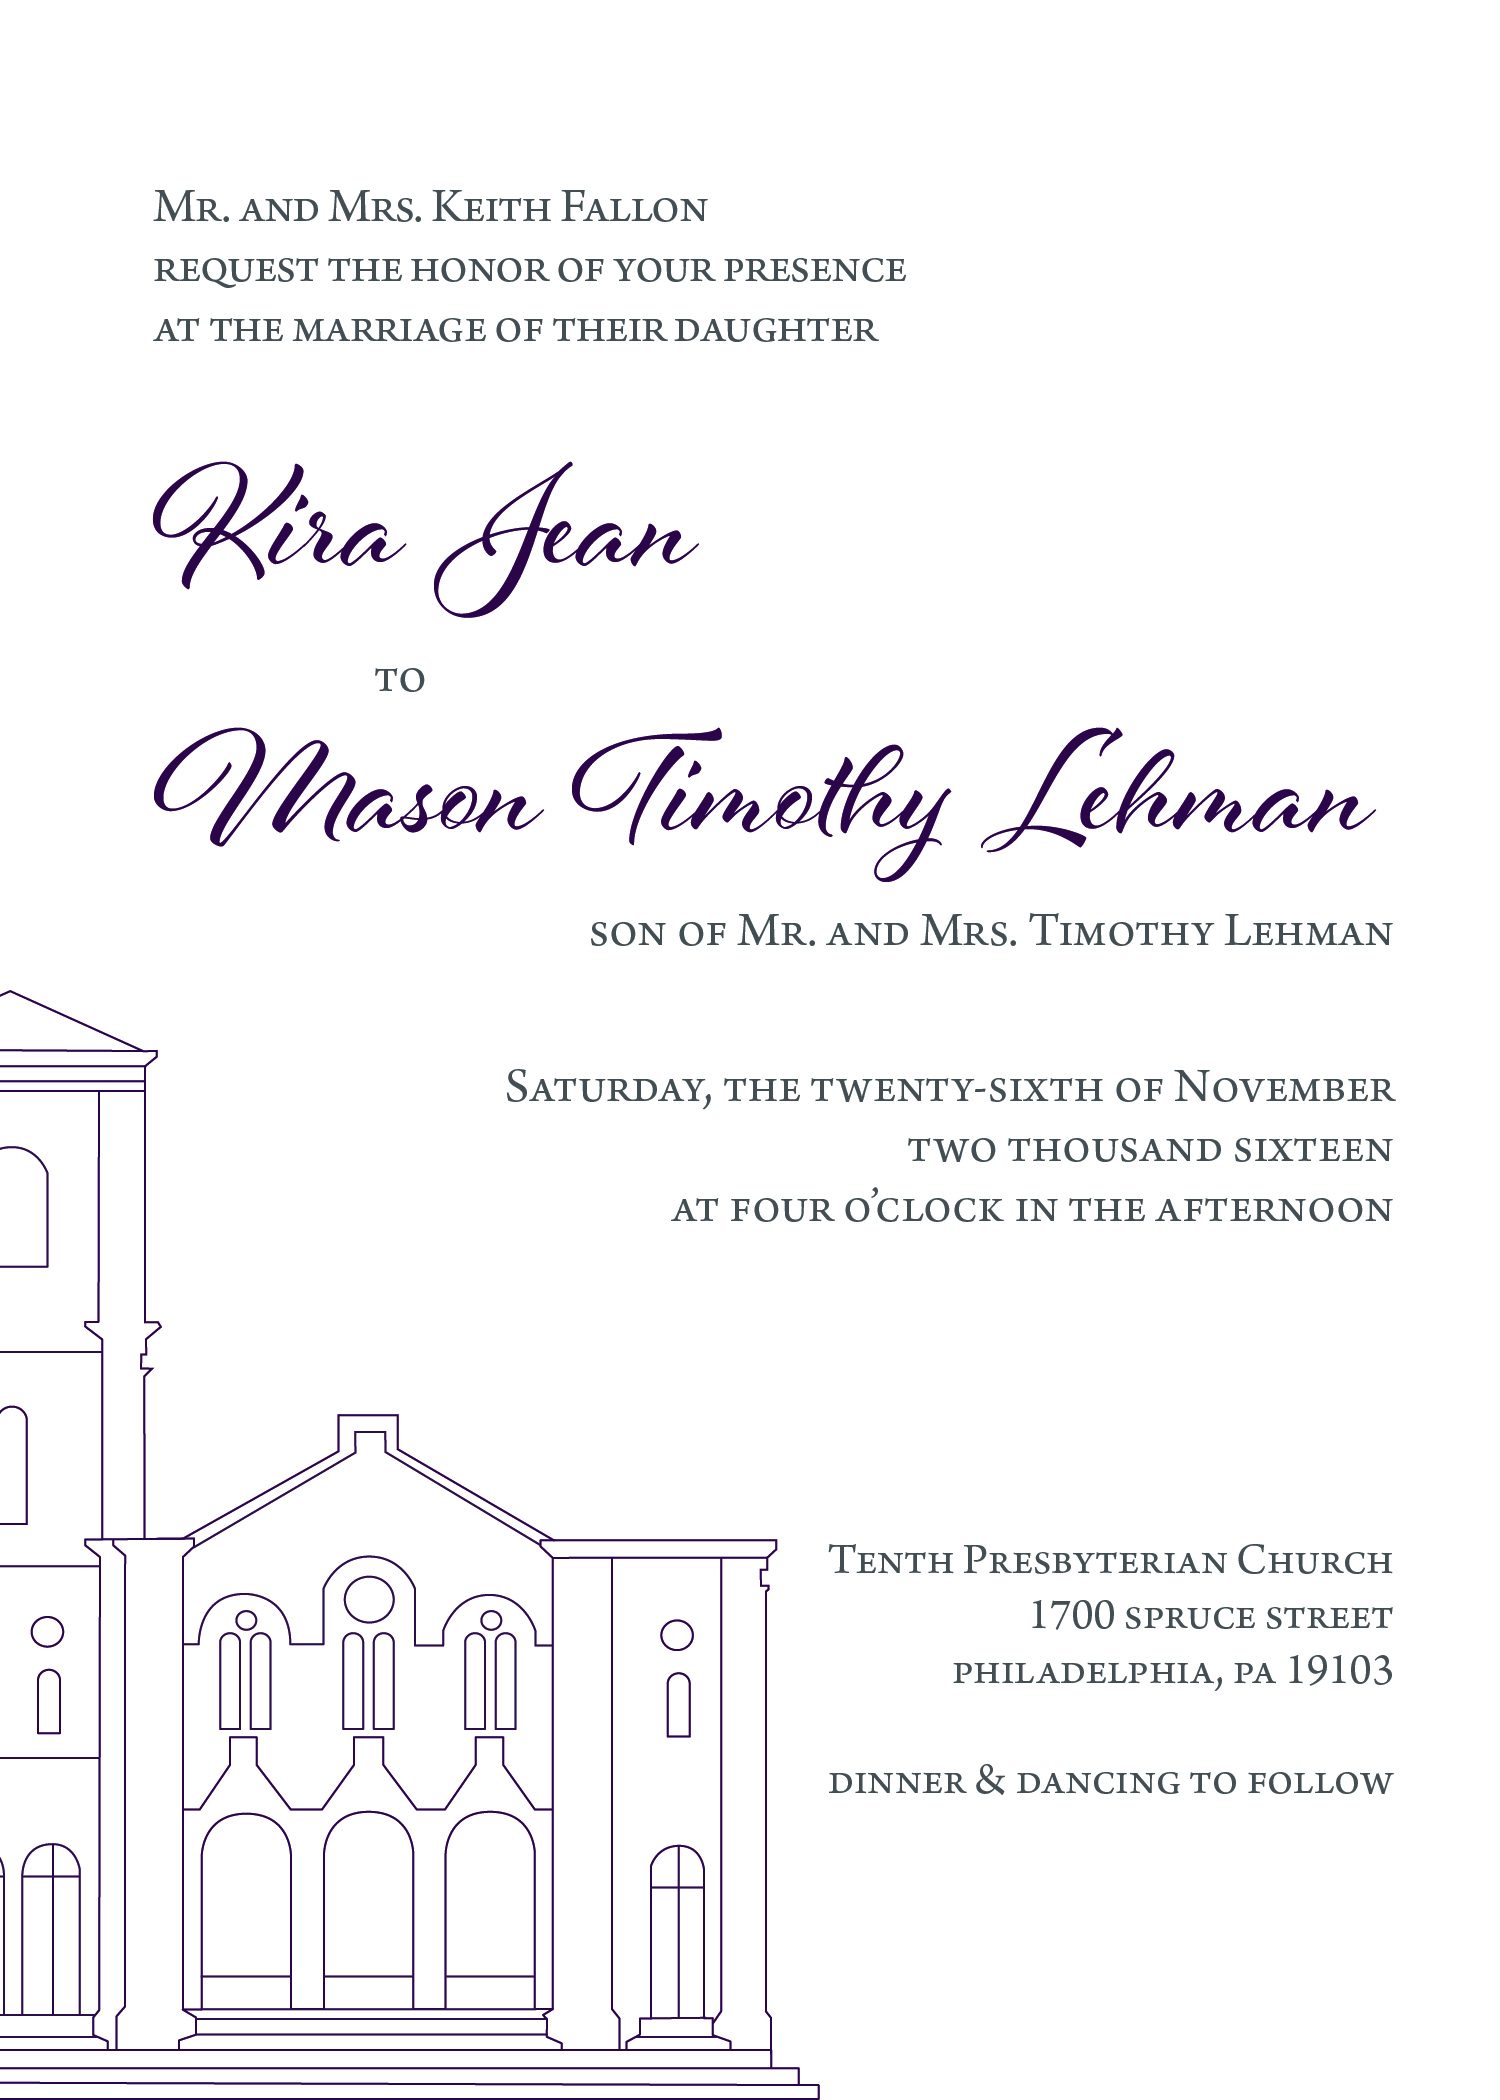 Mr. and Mrs. Keith Fallon
request the honor of your presence
at the marriage of their daughter
Kira Jean
to
Mason Timothy Lehman
son of Mr. and Mrs. Timothy Lehman
Saturday, the twenty-sixth of November
two thousand sixteen
at four o’clock in the afternoon
Tenth Presbyterian Church
1700 spruce street
philadelphia, pa 19103
dinner & dancing to follow